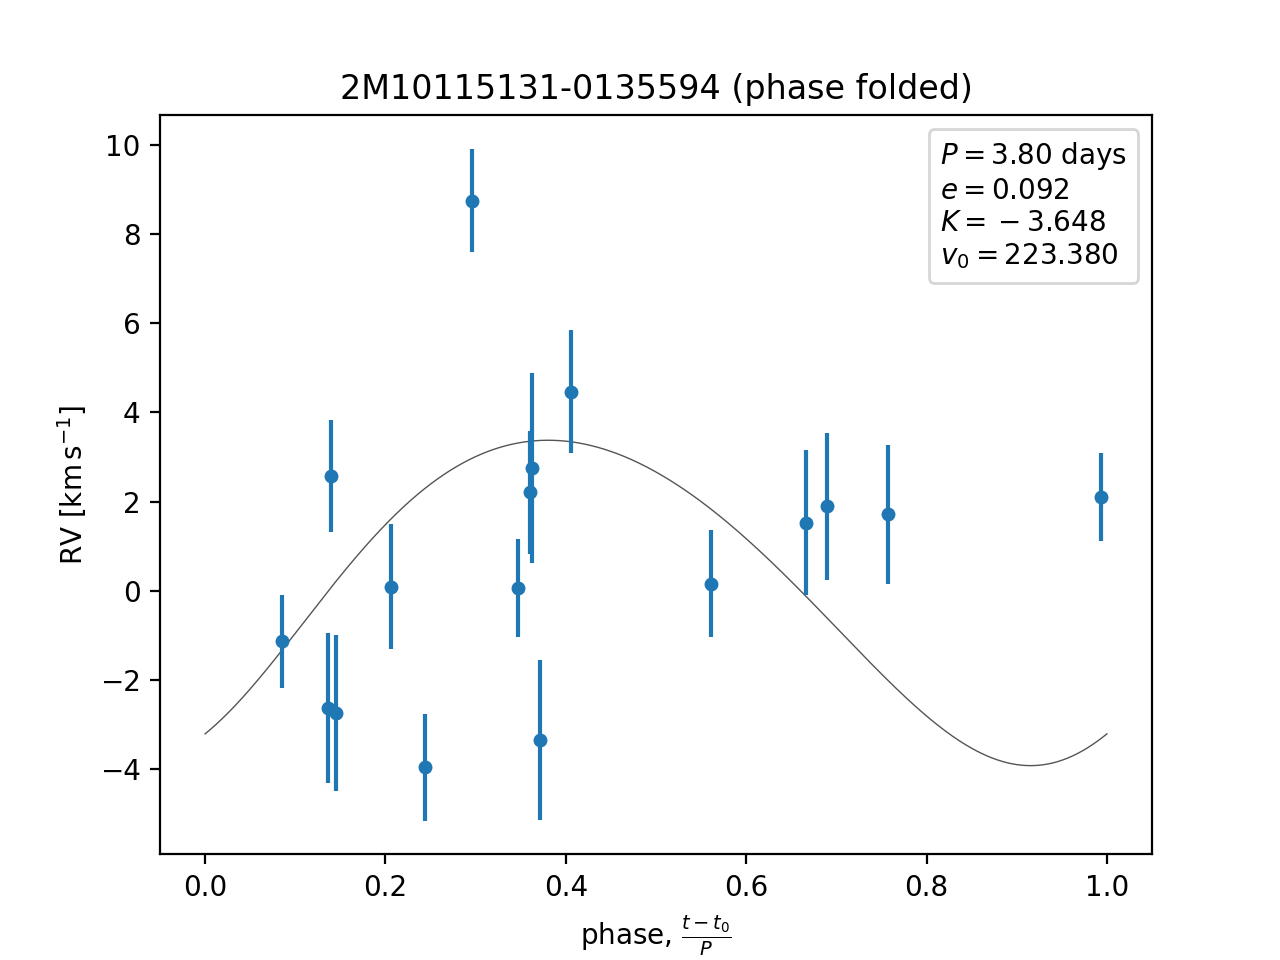 2M10115131-0135594 (phase folded)
P = 3.80 days
e = 0.092
K = −3.648
v₀ = 223.380
10
8
6
4
2
0
−2
−4
RV [km s⁻¹]
0.0 0.2 0.4 0.6 0.8 1.0
phase, (t − t₀)/P